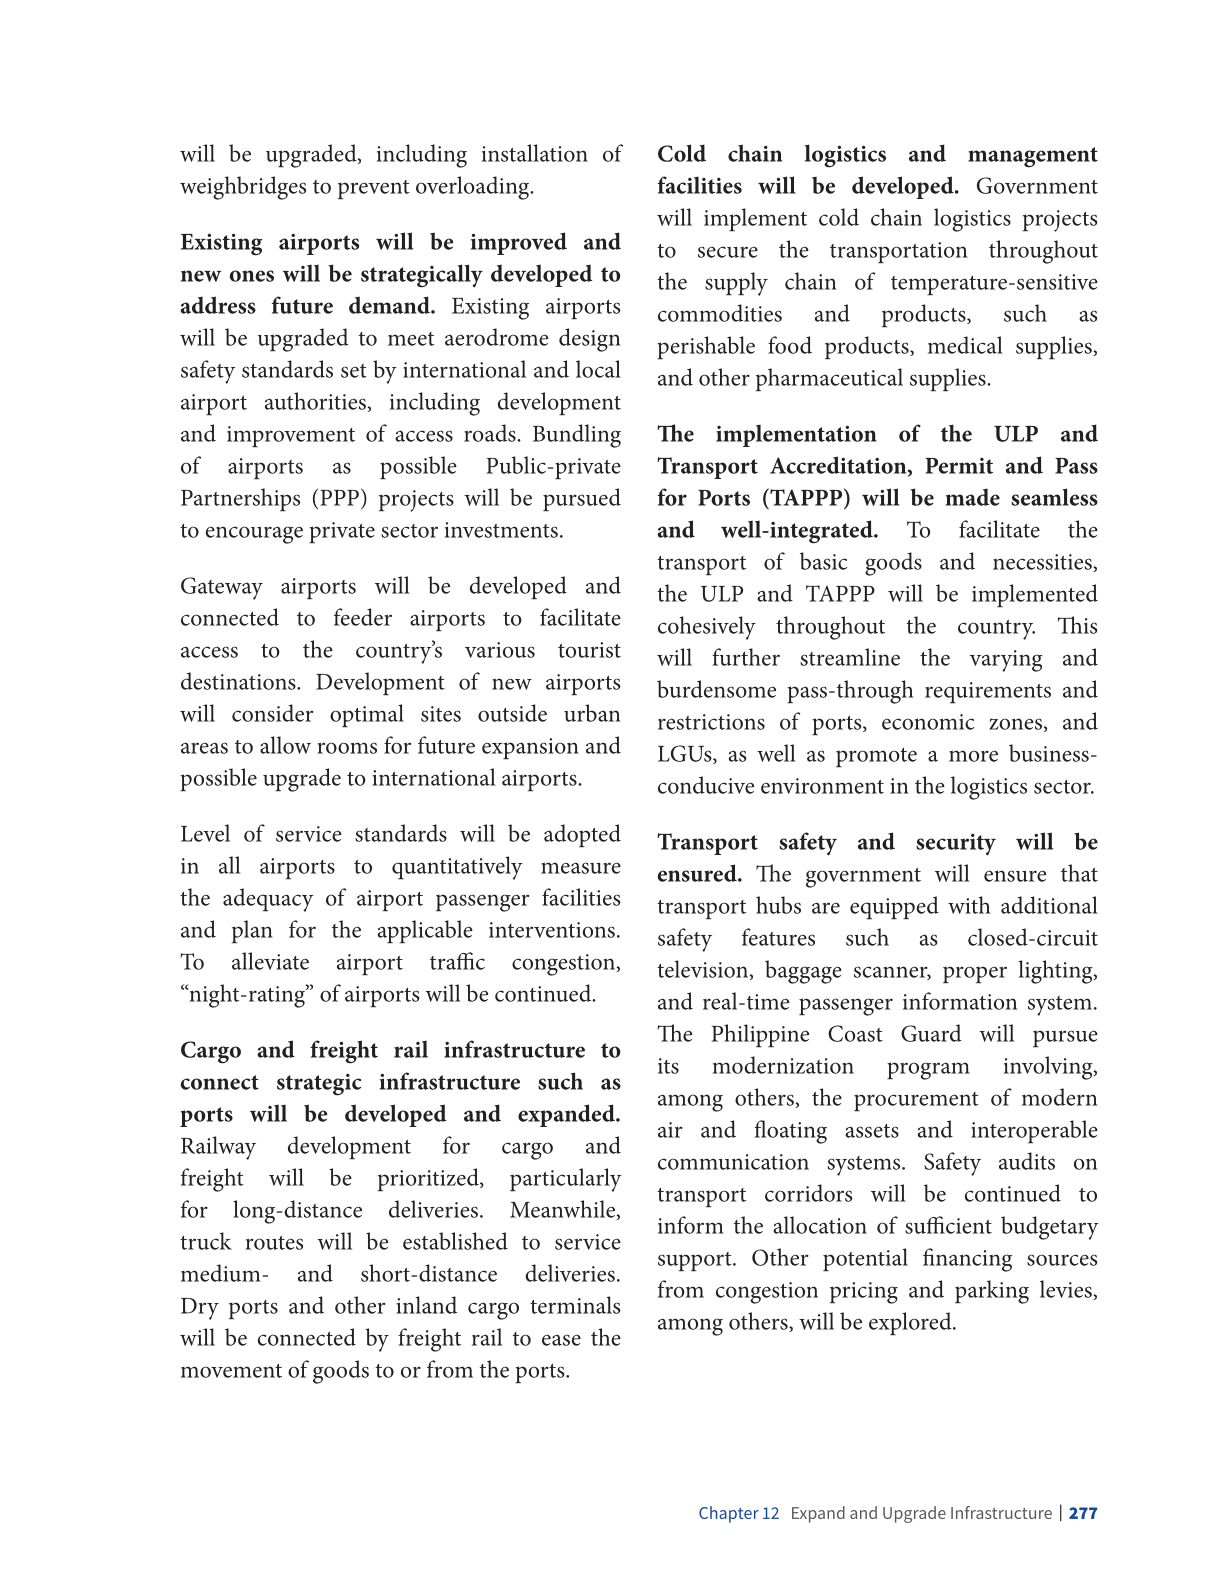 will be upgraded, including installation of
weighbridges to prevent overloading.
Existing airports will be improved and
new ones will be strategically developed to
address future demand. Existing airports
will be upgraded to meet aerodrome design
safety standards set by international and local
airport authorities, including development
and improvement of access roads. Bundling
of airports as possible Public-private
Partnerships (PPP) projects will be pursued
to encourage private sector investments.
Gateway airports will be developed and
connected to feeder airports to facilitate
access to the country’s various tourist
destinations. Development of new airports
will consider optimal sites outside urban
areas to allow rooms for future expansion and
possible upgrade to international airports.
Level of service standards will be adopted
in all airports to quantitatively measure
the adequacy of airport passenger facilities
and plan for the applicable interventions.
To alleviate airport traffic congestion,
“night-rating” of airports will be continued.
Cargo and freight rail infrastructure to
connect strategic infrastructure such as
ports will be developed and expanded.
Railway development for cargo and
freight will be prioritized, particularly
for long-distance deliveries. Meanwhile,
truck routes will be established to service
medium- and short-distance deliveries.
Dry ports and other inland cargo terminals
will be connected by freight rail to ease the
movement of goods to or from the ports.
Cold chain logistics and management
facilities will be developed. Government
will implement cold chain logistics projects
to secure the transportation throughout
the supply chain of temperature-sensitive
commodities and products, such as
perishable food products, medical supplies,
and other pharmaceutical supplies.
The implementation of the ULP and
Transport Accreditation, Permit and Pass
for Ports (TAPPP) will be made seamless
and well-integrated. To facilitate the
transport of basic goods and necessities,
the ULP and TAPPP will be implemented
cohesively throughout the country. This
will further streamline the varying and
burdensome pass-through requirements and
restrictions of ports, economic zones, and
LGUs, as well as promote a more business-
conducive environment in the logistics sector.
Transport safety and security will be
ensured. The government will ensure that
transport hubs are equipped with additional
safety features such as closed-circuit
television, baggage scanner, proper lighting,
and real-time passenger information system.
The Philippine Coast Guard will pursue
its modernization program involving,
among others, the procurement of modern
air and floating assets and interoperable
communication systems. Safety audits on
transport corridors will be continued to
inform the allocation of sufficient budgetary
support. Other potential financing sources
from congestion pricing and parking levies,
among others, will be explored.
Chapter 12 Expand and Upgrade Infrastructure | 277